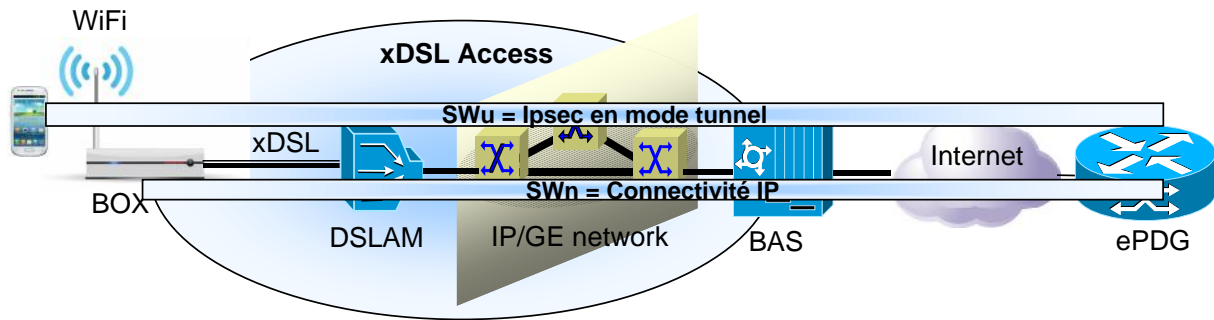 WiFi
xDSL Access
SWu = Ipsec en mode tunnel
xDSL
Internet
SWn = Connectivité IP
BOX
DSLAM
IP/GE network
BAS
ePDG